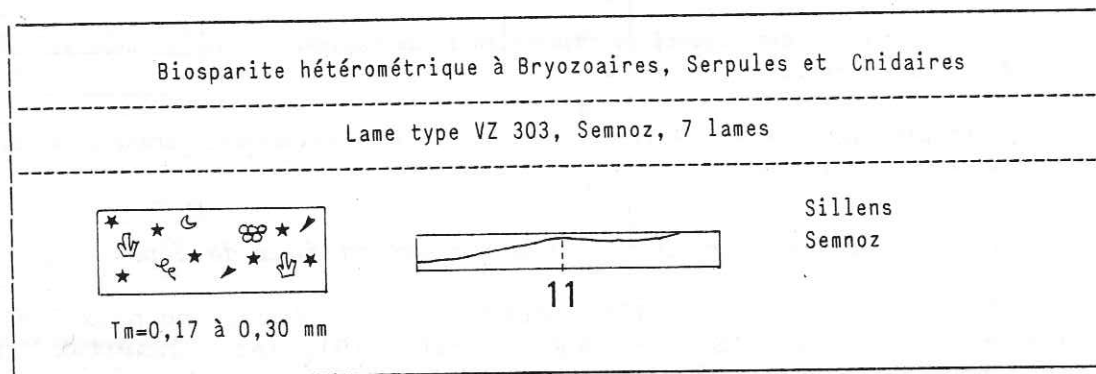 Biosparite hétérométrique à Bryozoaires, Serpules et Cnidaires
Lame type VZ 303, Semnoz, 7 lames
Sillens
Semnoz
11
Tm=0,17 à 0,30 mm